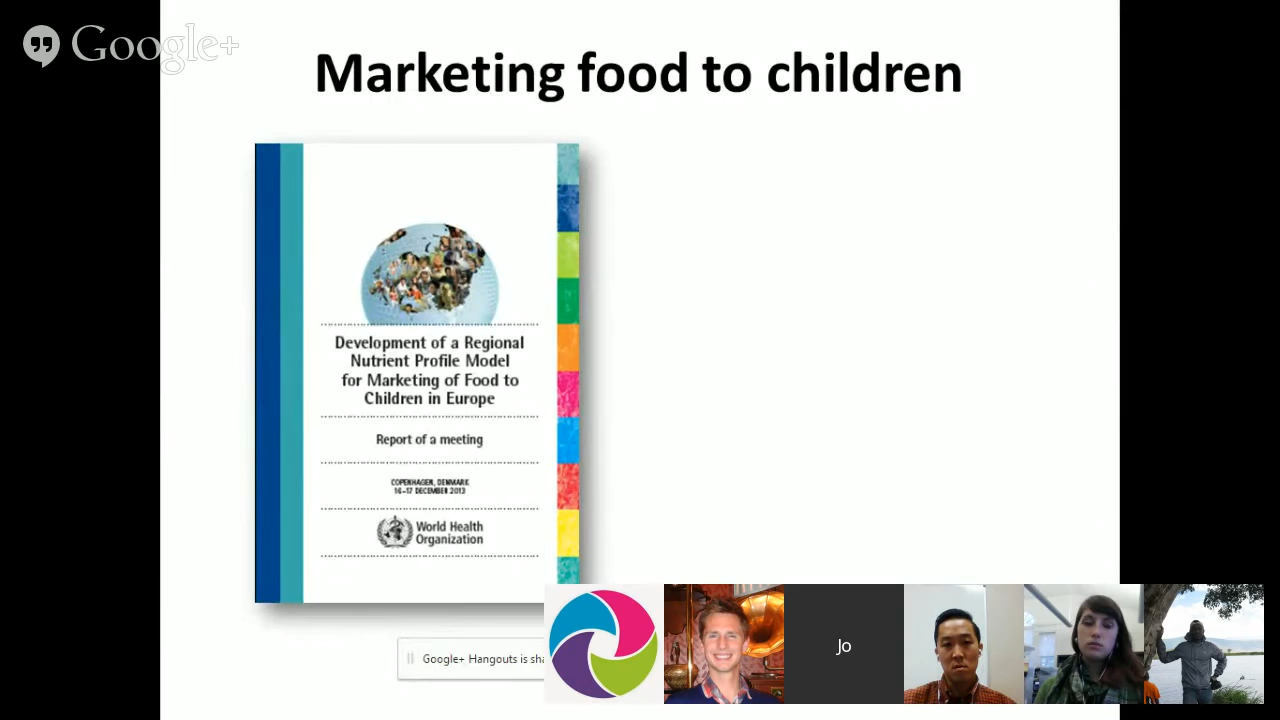 Google+
Marketing food to children
Development of a Regional
Nutrient Profile Model
for Marketing of Food to
Children in Europe
Report of a meeting
COPENHAGEN, DENMARK
16–17 DECEMBER 2013
World Health
Organization
Google+ Hangouts is sha
Jo